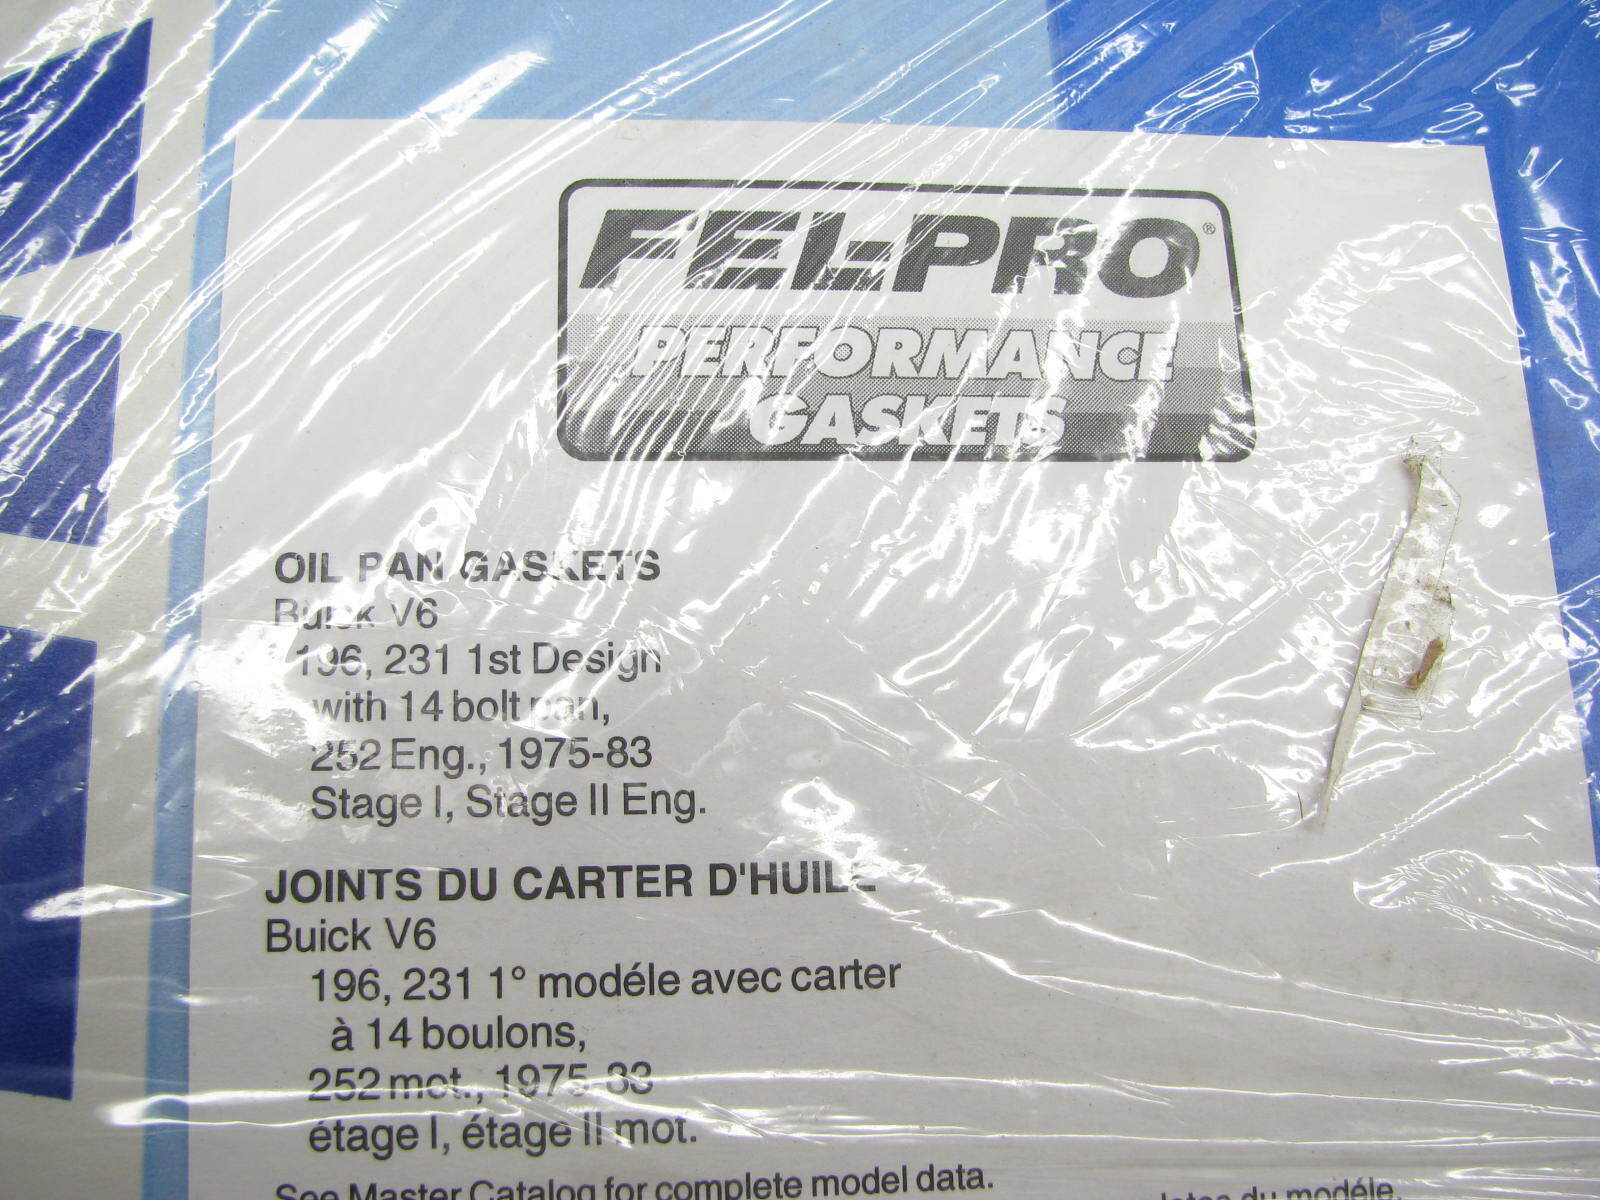 FEL-PRO®
PERFORMANCE
GASKETS
OIL PAN GASKETS
Buick V6
196, 231 1st Design
with 14 bolt pan,
252 Eng., 1975-83
Stage I, Stage II Eng.
JOINTS DU CARTER D'HUILE
Buick V6
196, 231 1° modéle avec carter
à 14 boulons,
252 mot., 1975-83
étage I, étage II mot.
See Master Catalog for complete model data.
du modéle.